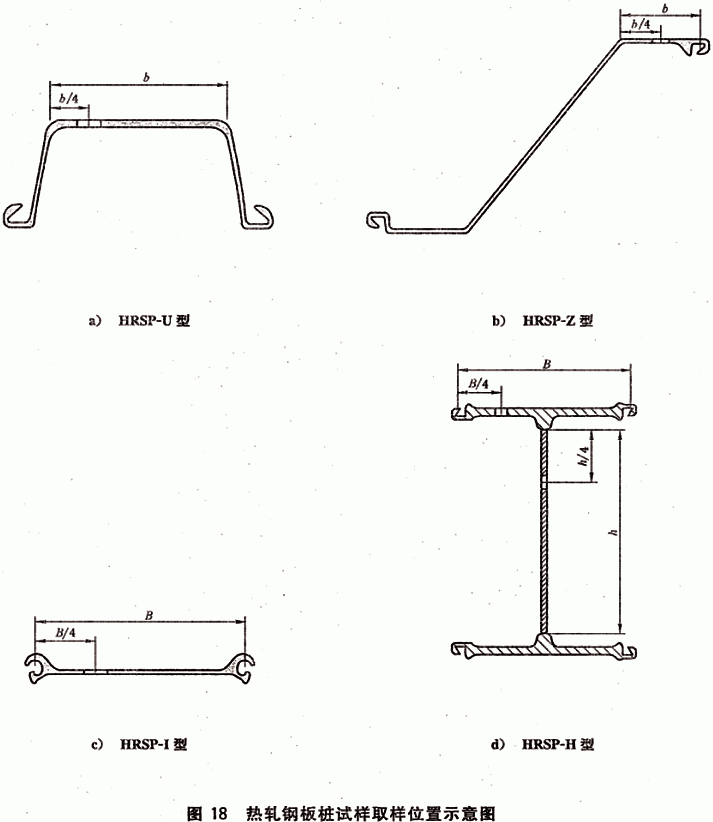 b
b/4
b
b/4
a) HRSP-U 型
b) HRSP-Z 型
B
B/4
h/4
h
B
B/4
c) HRSP-I 型
d) HRSP-H 型
图 18 热轧钢板桩试样取样位置示意图